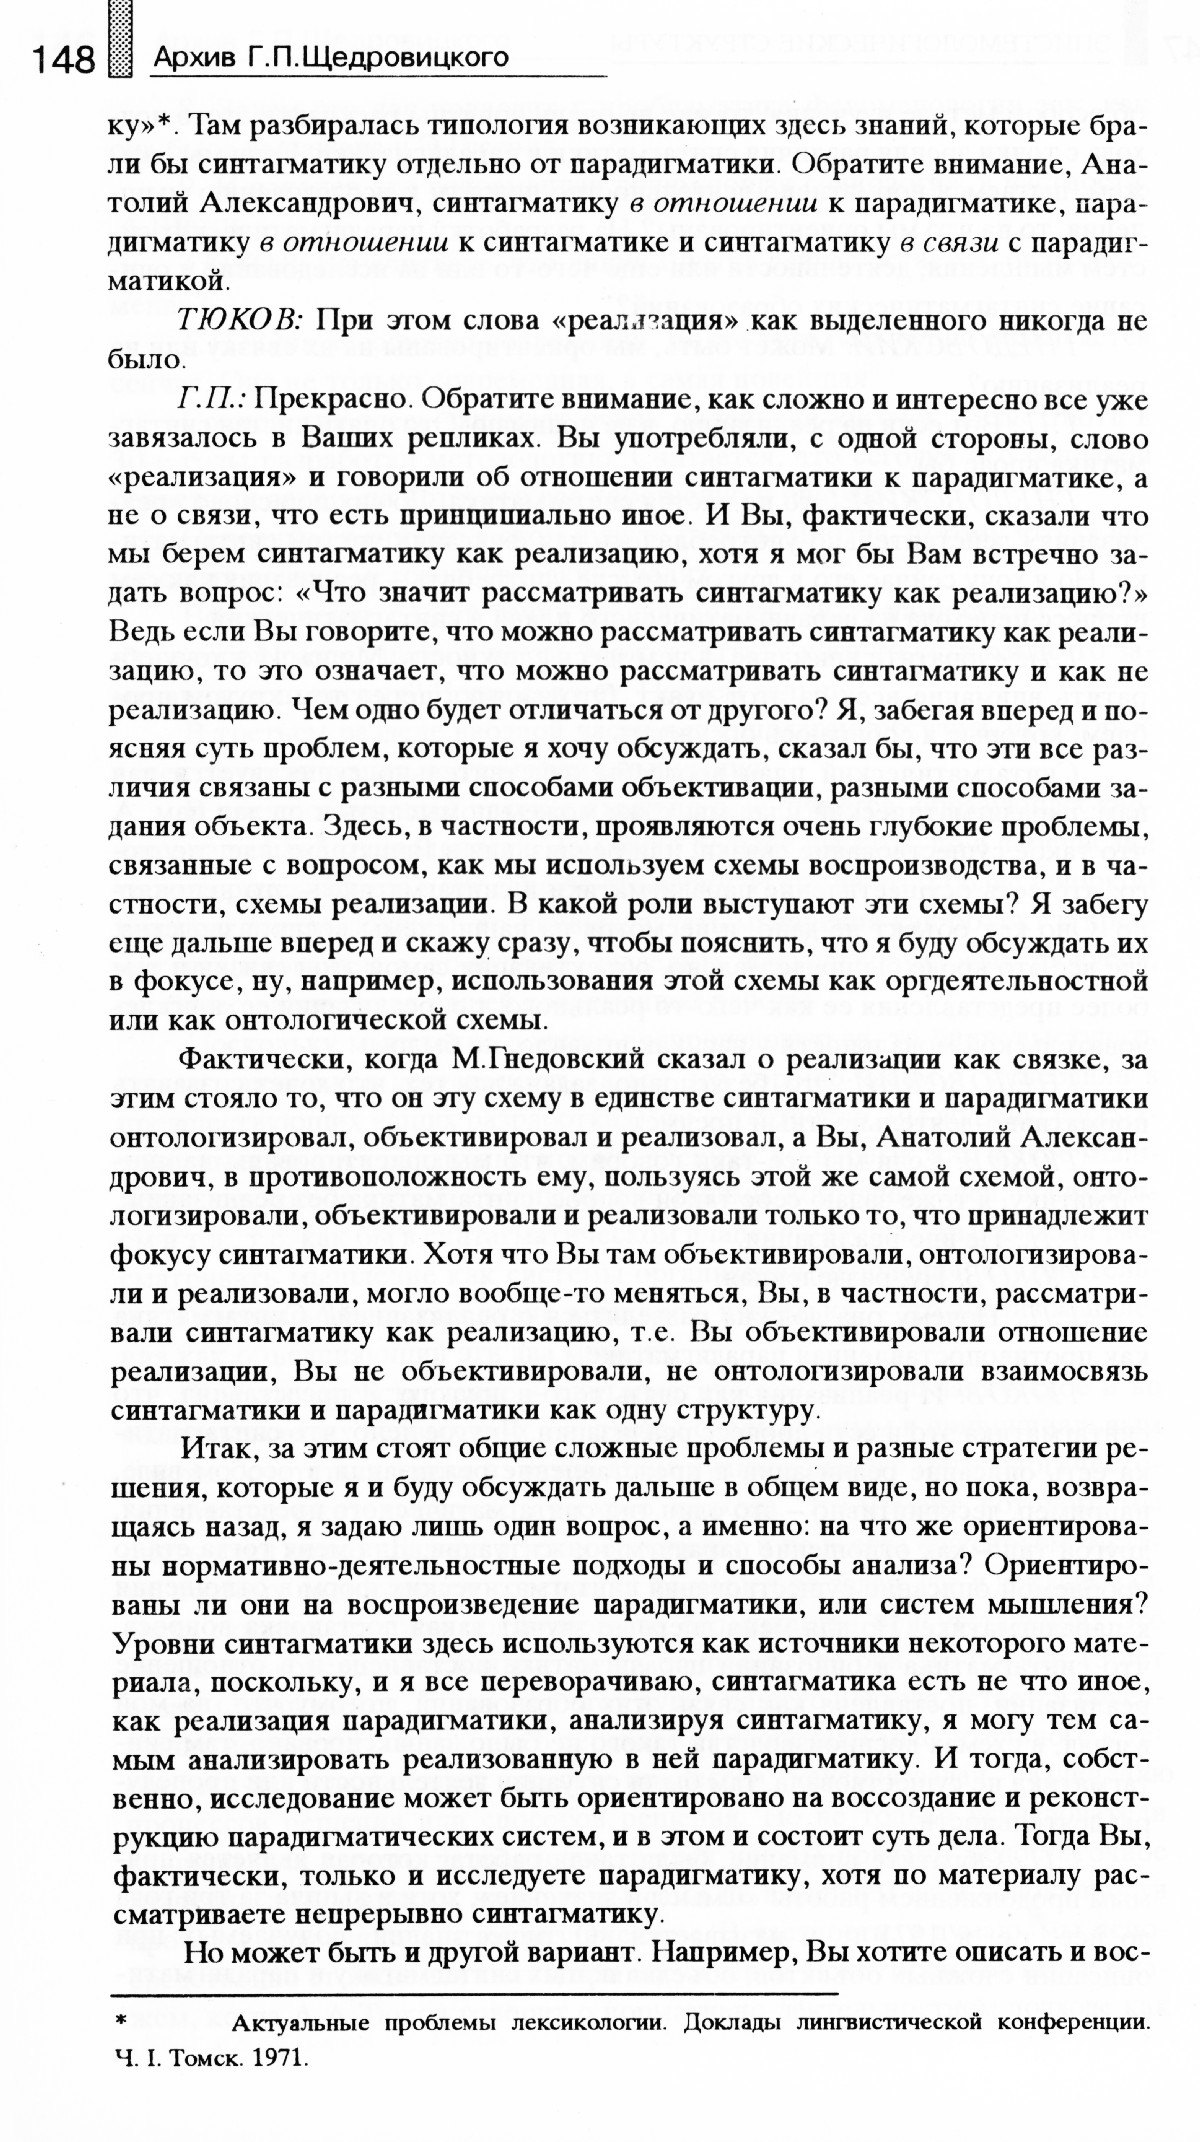 148
Архив Г.П.Щедровицкого
ку»*. Там разбиралась типология возникающих здесь знаний, которые бра-
ли бы синтагматику отдельно от парадигматики. Обратите внимание, Ана-
толий Александрович, синтагматику в отношении к парадигматике, пара-
дигматику в отношении к синтагматике и синтагматику в связи с парадиг-
матикой.
ТЮКОВ: При этом слова «реализация» как выделенного никогда не
было.
Г.П.: Прекрасно. Обратите внимание, как сложно и интересно все уже
завязалось в Ваших репликах. Вы употребляли, с одной стороны, слово
«реализация» и говорили об отношении синтагматики к парадигматике, а
не о связи, что есть принципиально иное. И Вы, фактически, сказали что
мы берем синтагматику как реализацию, хотя я мог бы Вам встречно за-
дать вопрос: «Что значит рассматривать синтагматику как реализацию?»
Ведь если Вы говорите, что можно рассматривать синтагматику как реали-
зацию, то это означает, что можно рассматривать синтагматику и как не
реализацию. Чем одно будет отличаться от другого? Я, забегая вперед и по-
ясняя суть проблем, которые я хочу обсуждать, сказал бы, что эти все раз-
личия связаны с разными способами объективации, разными способами за-
дания объекта. Здесь, в частности, проявляются очень глубокие проблемы,
связанные с вопросом, как мы используем схемы воспроизводства, и в ча-
стности, схемы реализации. В какой роли выступают эти схемы? Я забегу
еще дальше вперед и скажу сразу, чтобы пояснить, что я буду обсуждать их
в фокусе, ну, например, использования этой схемы как оргдеятельностной
или как онтологической схемы.
Фактически, когда М.Гнедовский сказал о реализации как связке, за
этим стояло то, что он эту схему в единстве синтагматики и парадигматики
онтологизировал, объективировал и реализовал, а Вы, Анатолий Алексан-
дрович, в противоположность ему, пользуясь этой же самой схемой, онто-
логизировали, объективировали и реализовали только то, что принадлежит
фокусу синтагматики. Хотя что Вы там объективировали, онтологизирова-
ли и реализовали, могло вообще-то меняться, Вы, в частности, рассматри-
вали синтагматику как реализацию, т.е. Вы объективировали отношение
реализации, Вы не объективировали, не онтологизировали взаимосвязь
синтагматики и парадигматики как одну структуру.
Итак, за этим стоят общие сложные проблемы и разные стратегии ре-
шения, которые я и буду обсуждать дальше в общем виде, но пока, возвра-
щаясь назад, я задаю лишь один вопрос, а именно: на что же ориентирова-
ны нормативно-деятельностные подходы и способы анализа? Ориентиро-
ваны ли они на воспроизведение парадигматики, или систем мышления?
Уровни синтагматики здесь используются как источники некоторого мате-
риала, поскольку, и я все переворачиваю, синтагматика есть не что иное,
как реализация парадигматики, анализируя синтагматику, я могу тем са-
мым анализировать реализованную в ней парадигматику. И тогда, собст-
венно, исследование может быть ориентировано на воссоздание и реконст-
рукцию парадигматических систем, и в этом и состоит суть дела. Тогда Вы,
фактически, только и исследуете парадигматику, хотя по материалу рас-
сматриваете непрерывно синтагматику.
Но может быть и другой вариант. Например, Вы хотите описать и вос-
* Актуальные проблемы лексикологии. Доклады лингвистической конференции.
Ч. I. Томск. 1971.